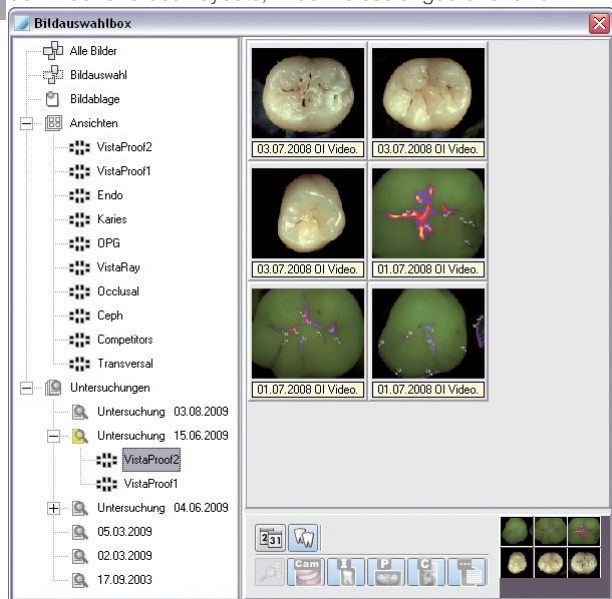 Bildauswahlbox
Alle Bilder
Bildauswahl
Bildablage
Ansichten
VistaProof2
VistaProof1
Endo
Karies
OPG
VistaRay
Occlusal
Ceph
Competitors
Transversal
Untersuchungen
Untersuchung 03.08.2009
Untersuchung 15.06.2009
VistaProof2
VistaProof1
Untersuchung 04.06.2009
05.03.2009
02.03.2009
17.09.2003
03.07.2008 OI Video.
03.07.2008 OI Video.
03.07.2008 OI Video.
01.07.2008 OI Video.
01.07.2008 OI Video.
01.07.2008 OI Video.
2 31
Cam
I
P
C